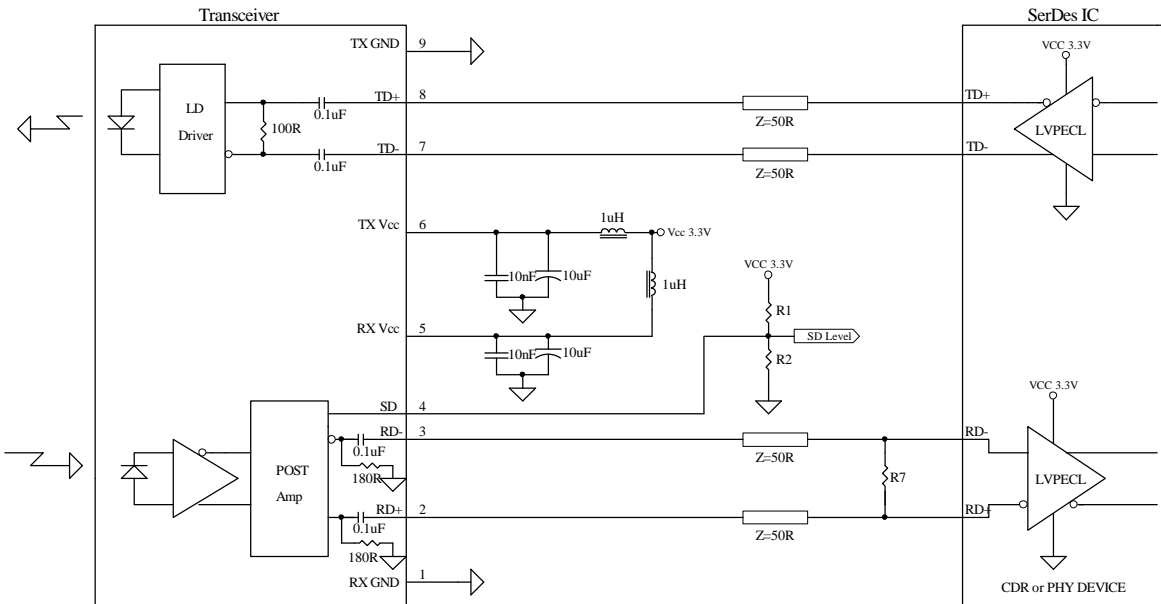 Transceiver
SerDes IC
TX GND
9
VCC 3.3V
LD
Driver
100R
0.1uF
0.1uF
TD+
8
Z=50R
TD+
LVPECL
TD-
7
Z=50R
TD-
TX Vcc
6
1uH
Vcc 3.3V
10nF
10uF
1uH
VCC 3.3V
R1
SD Level
R2
RX Vcc
5
10nF
10uF
SD
4
VCC 3.3V
RD-
3
0.1uF
180R
Z=50R
RD-
POST
Amp
R7
LVPECL
RD+
2
0.1uF
180R
Z=50R
RD+
RX GND
1
CDR or PHY DEVICE